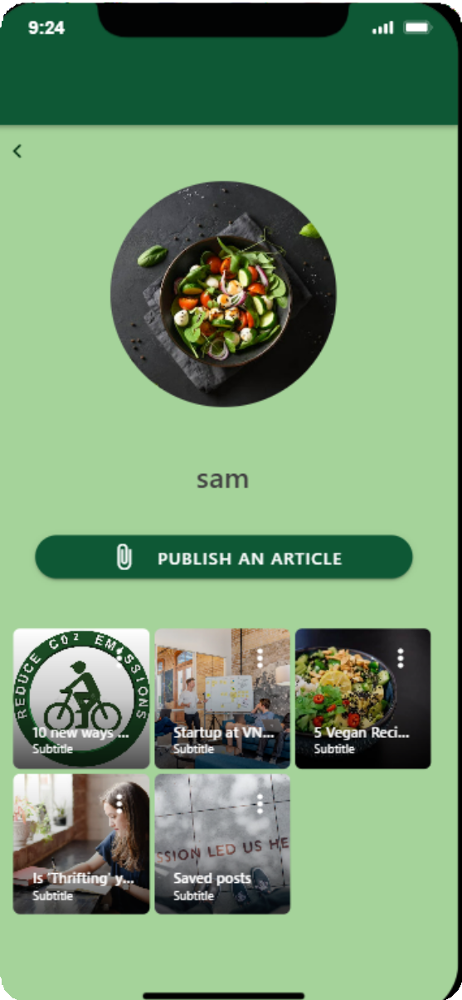 9:24
sam
PUBLISH AN ARTICLE
REDUCE CO² EMISSIONS
10 new ways ...
Subtitle
Startup at VN...
Subtitle
5 Vegan Reci...
Subtitle
Is 'Thrifting' y...
Subtitle
SSION LED US HE
Saved posts
Subtitle